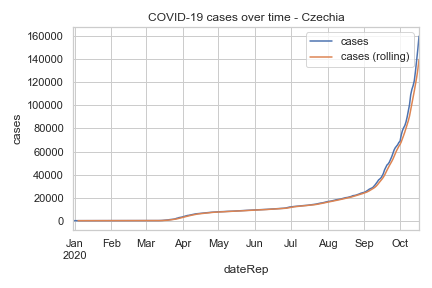 COVID-19 cases over time - Czechia
cases
cases (rolling)
160000
140000
120000
100000
80000
60000
40000
20000
0
cases
Jan Feb Mar Apr May Jun Jul Aug Sep Oct
2020
dateRep